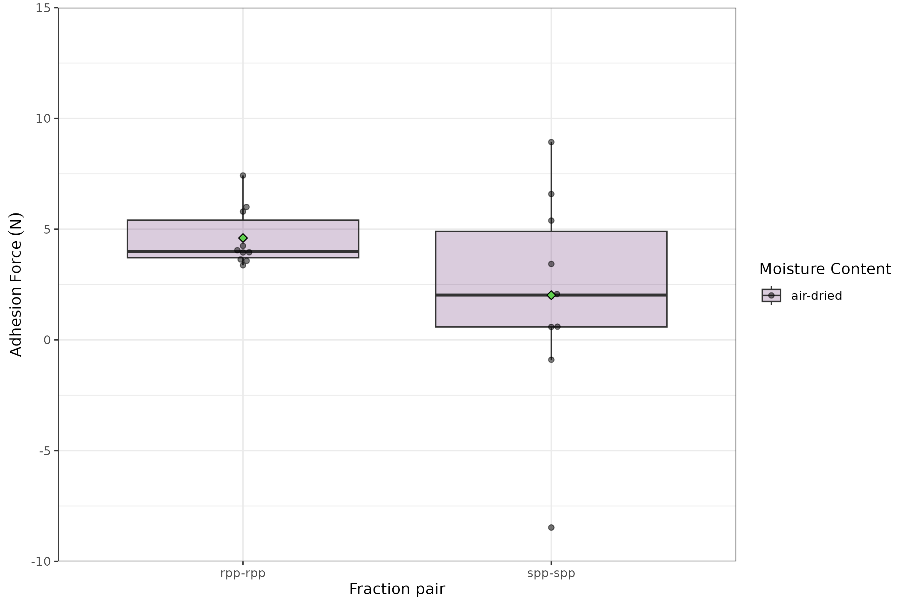 15
10
5
0
-5
-10
Adhesion Force (N)
rpp-rpp
spp-spp
Fraction pair
Moisture Content
air-dried